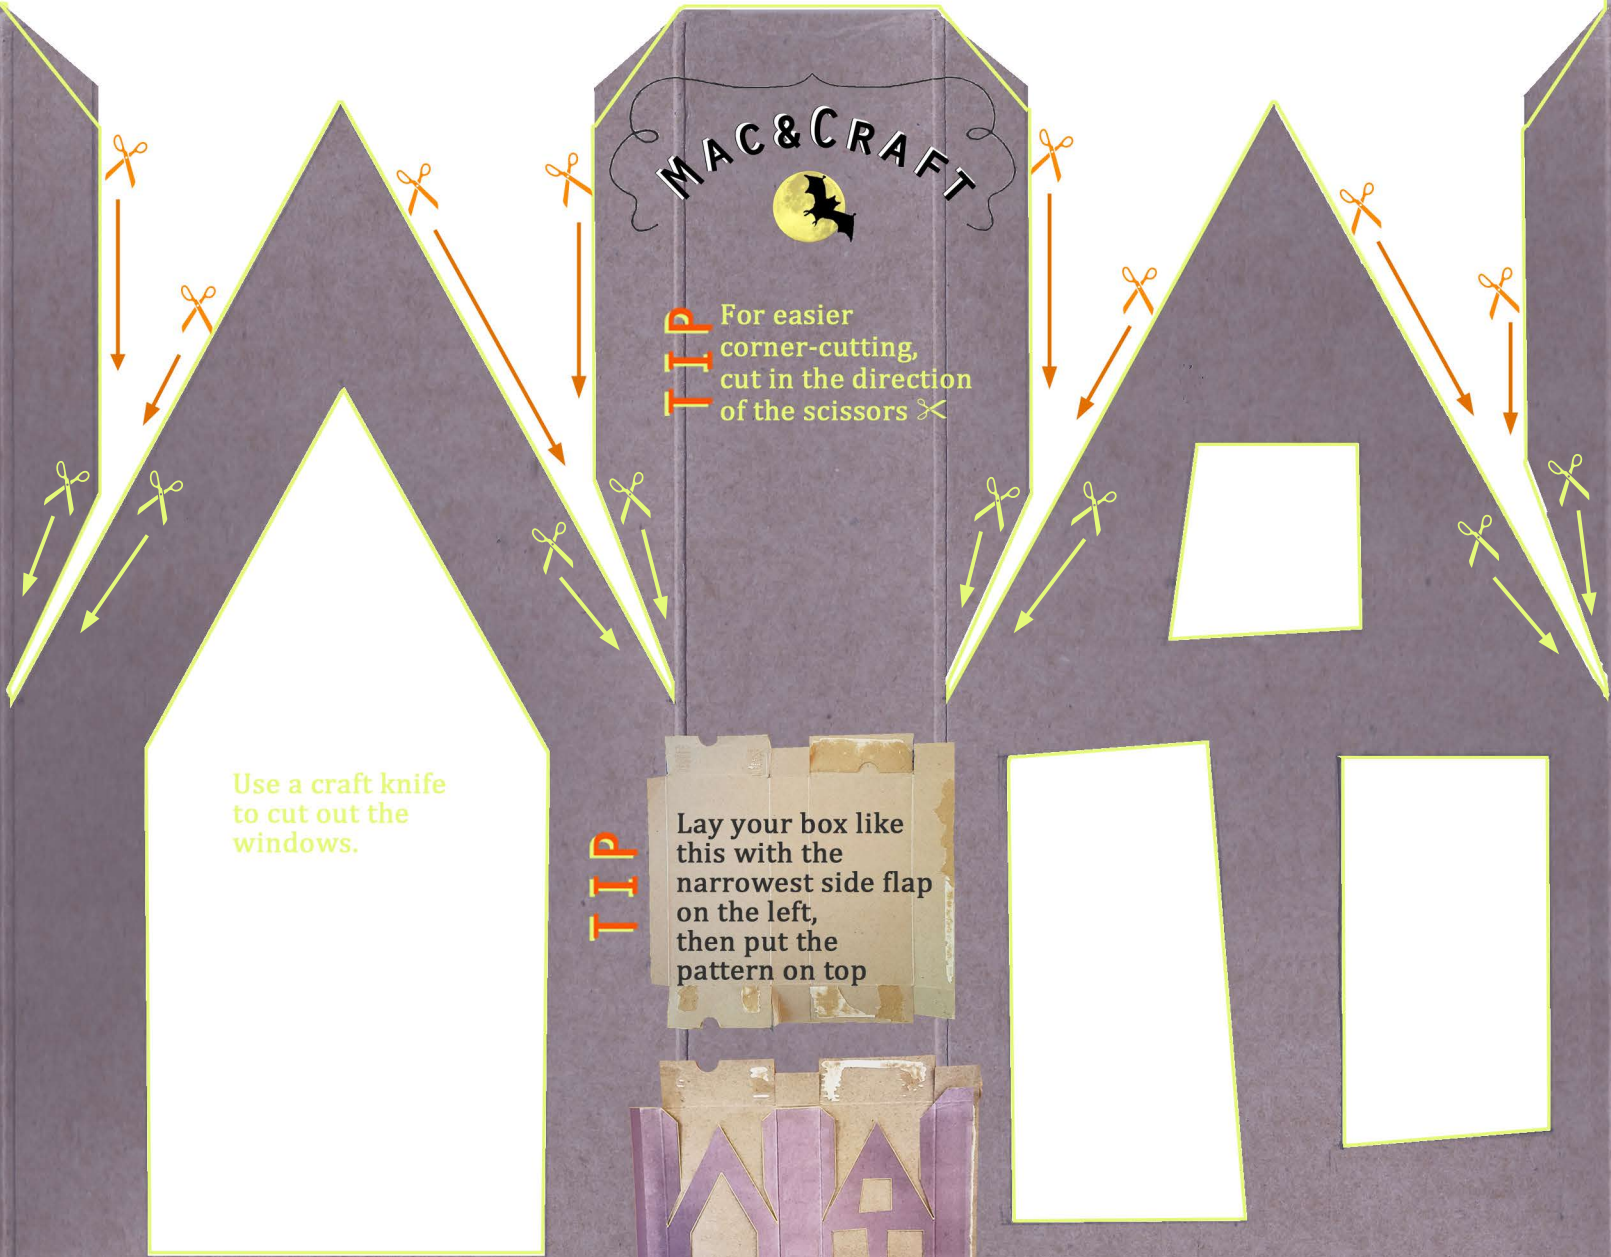 MAC&CRAFT
TIP
For easier
corner-cutting,
cut in the direction
of the scissors
Use a craft knife
to cut out the
windows.
TIP
Lay your box like
this with the
narrowest side flap
on the left,
then put the
pattern on top